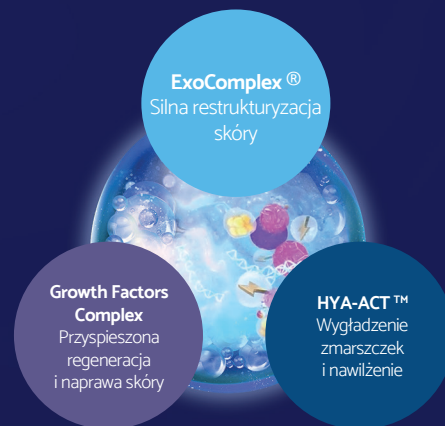 ExoComplex ®
Silna restrukturyzacja
skóry
Growth Factors
Complex
Przyspieszona
regeneracja
i naprawa skóry
HYA-ACT ™
Wygładzenie
zmarszczek
i nawilżenie